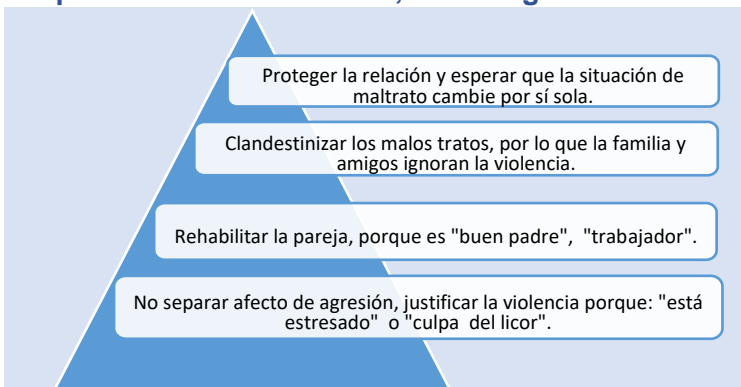 Proteger la relación y esperar que la situación de
maltrato cambie por sí sola.
Clandestinizar los malos tratos, por lo que la familia y
amigos ignoran la violencia.
Rehabilitar la pareja, porque es "buen padre", "trabajador".
No separar afecto de agresión, justificar la violencia porque: "está
estresado" o "culpa del licor".